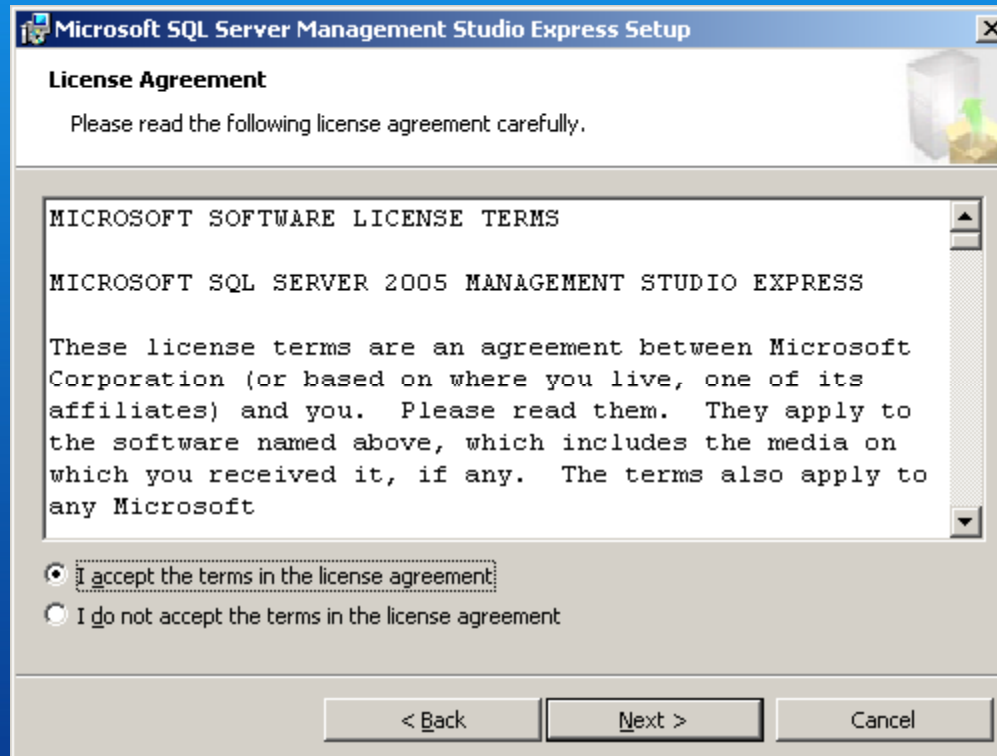 Microsoft SQL Server Management Studio Express Setup
License Agreement
Please read the following license agreement carefully.
MICROSOFT SOFTWARE LICENSE TERMS
MICROSOFT SQL SERVER 2005 MANAGEMENT STUDIO EXPRESS
These license terms are an agreement between Microsoft
Corporation (or based on where you live, one of its
affiliates) and you.  Please read them.  They apply to
the software named above, which includes the media on
which you received it, if any.  The terms also apply to
any Microsoft
I accept the terms in the license agreement
I do not accept the terms in the license agreement
< Back
Next >
Cancel